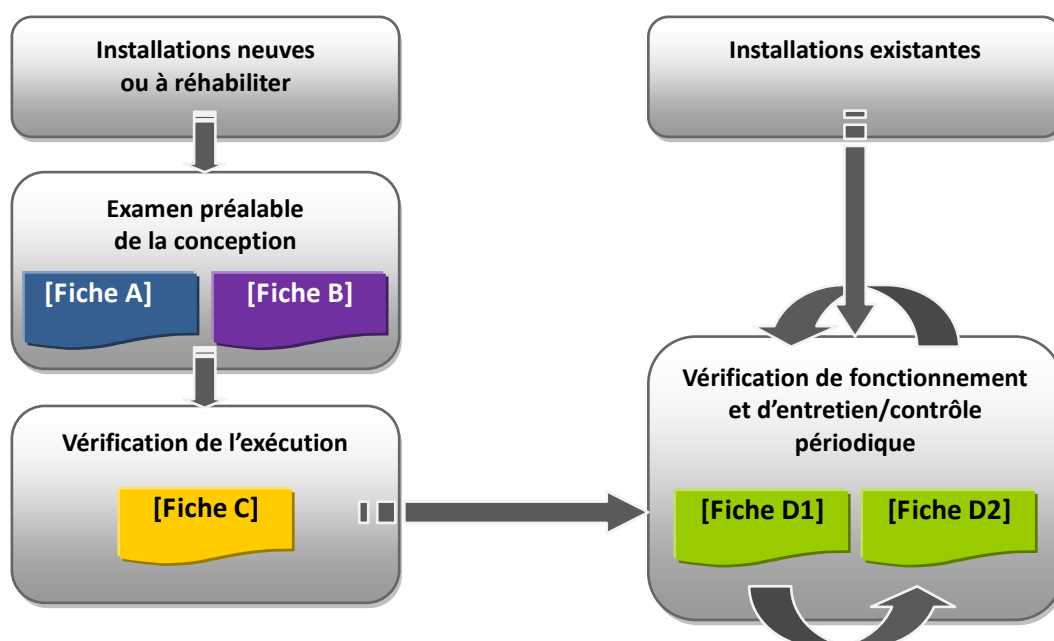 Installations neuves
ou à réhabiliter
Installations existantes
Examen préalable
de la conception
[Fiche A]
[Fiche B]
Vérification de l’exécution
[Fiche C]
Vérification de fonctionnement
et d’entretien/contrôle
périodique
[Fiche D1]
[Fiche D2]